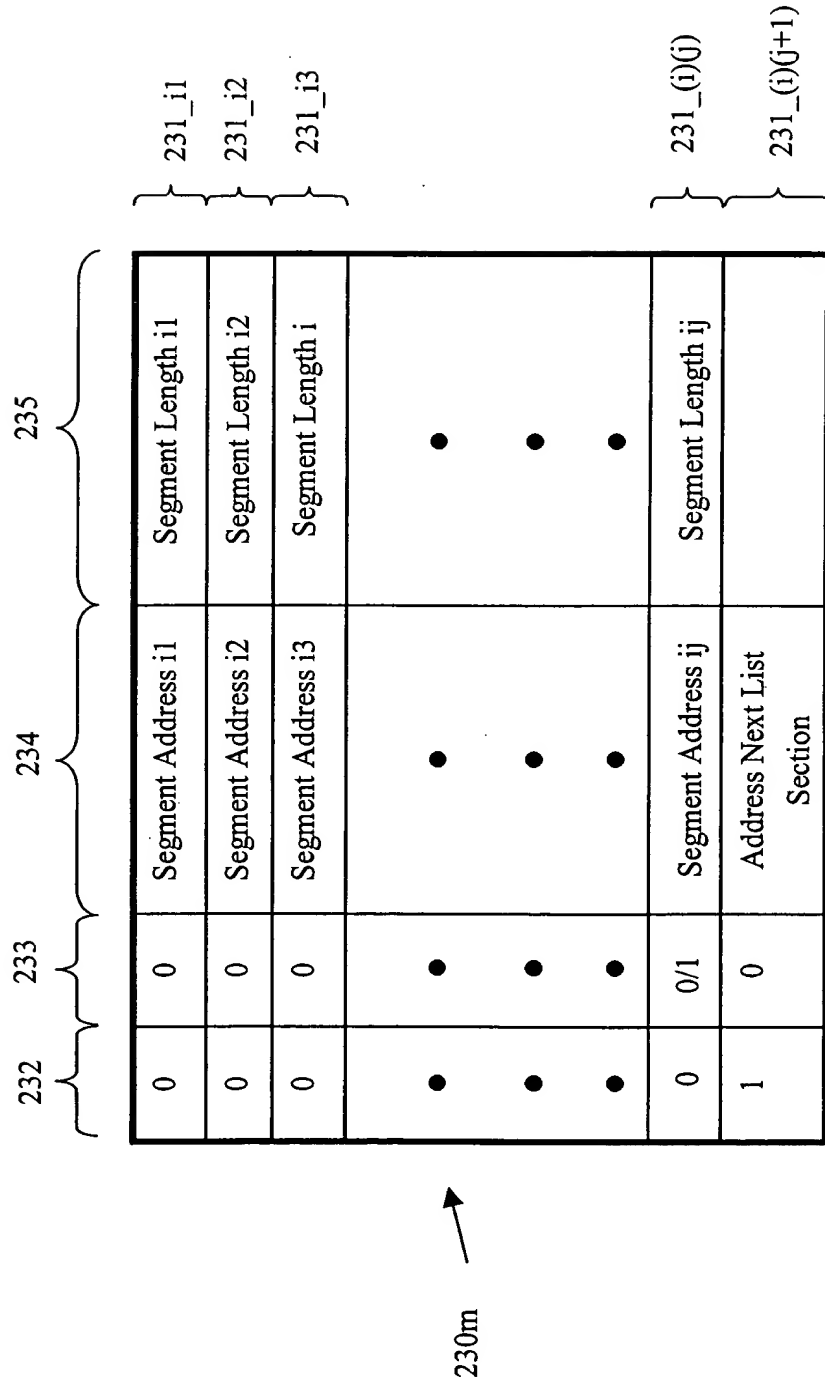 232 233 234 235
0 0 Segment Address i1 Segment Length i1 231_i1
0 0 Segment Address i2 Segment Length i2 231_i2
0 0 Segment Address i3 Segment Length i 231_i3
230m
0 0/1 Segment Address ij Segment Length ij 231_(i)(j)
1 0 Address Next List 231_(i)(j+1)
Section